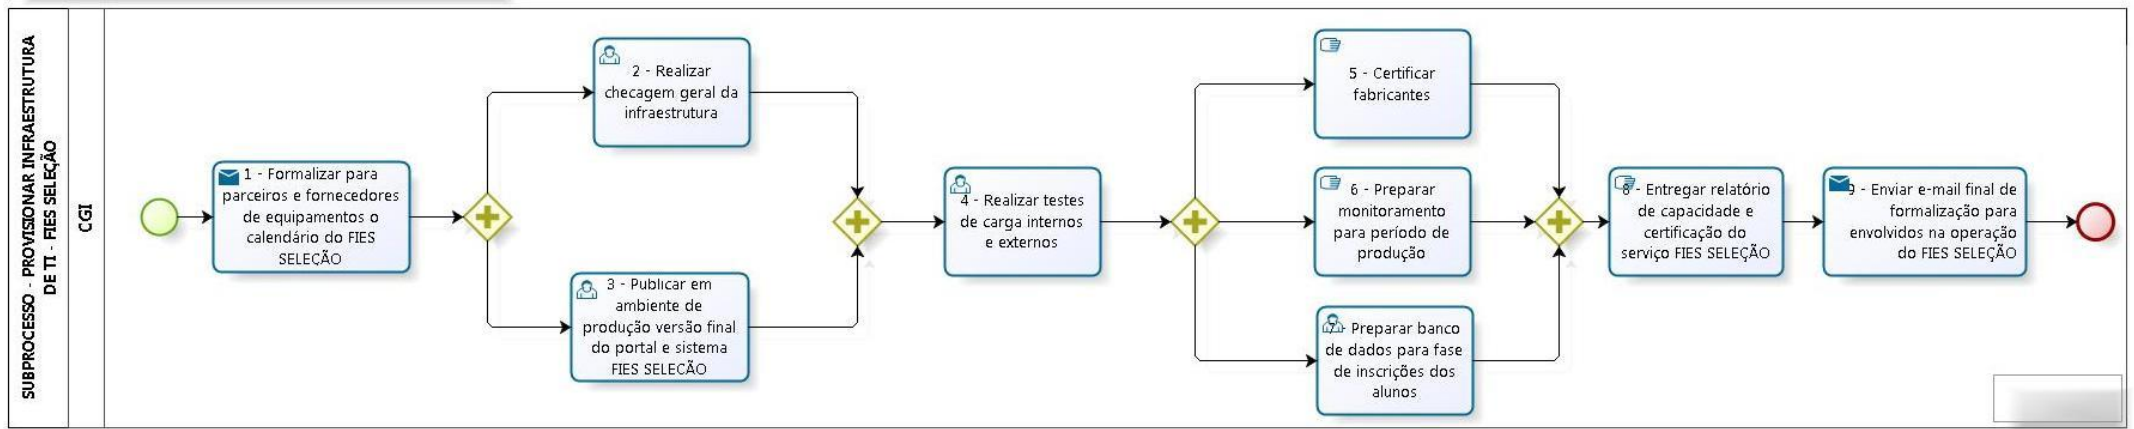 SUBPROCESSO - PROVISIONAR INFRAESTRUTURA
DE TI - FIES SELEÇÃO
CGI
1 - Formalizar para
parceiros e fornecedores
de equipamentos o
calendário do FIES
SELEÇÃO
2 - Realizar
checagem geral da
infraestrutura
3 - Publicar em
ambiente de
produção versão final
do portal e sistema
FIES SELEÇÃO
4 - Realizar testes
de carga internos
e externos
5 - Certificar
fabricantes
6 - Preparar
monitoramento
para período de
produção
7 - Preparar banco
de dados para fase
de inscrições dos
alunos
8 - Entregar relatório
de capacidade e
certificação do
serviço FIES SELEÇÃO
9 - Enviar e-mail final de
formalização para
envolvidos na operação
do FIES SELEÇÃO